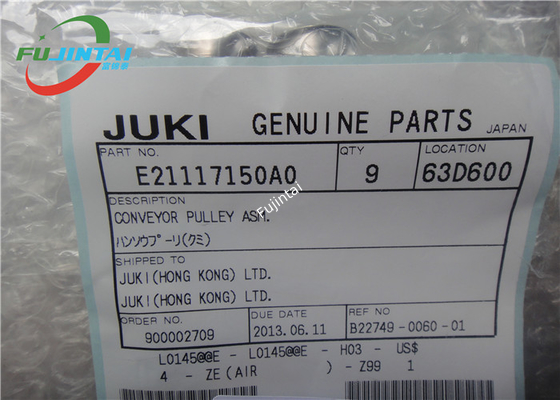 FUJINTAI
JUKI GENUINE PARTS JAPAN
PART NO. QTY LOCATION
E21117150A0 9 63D600
DESCRIPTION
CONVEYOR PULLEY ASM.
ハンソウプーリ(クミ)
SHIPPED TO
JUKI(HONG KONG) LTD.
JUKI(HONG KONG) LTD.
ORDER NO. DUE DATE REF NO
900002709 2013.06.11 B22749-0060-01
L0145@@E - L0145@@E - H03 - US$
4 - ZE(AIR ) -Z99 1
Fujintai